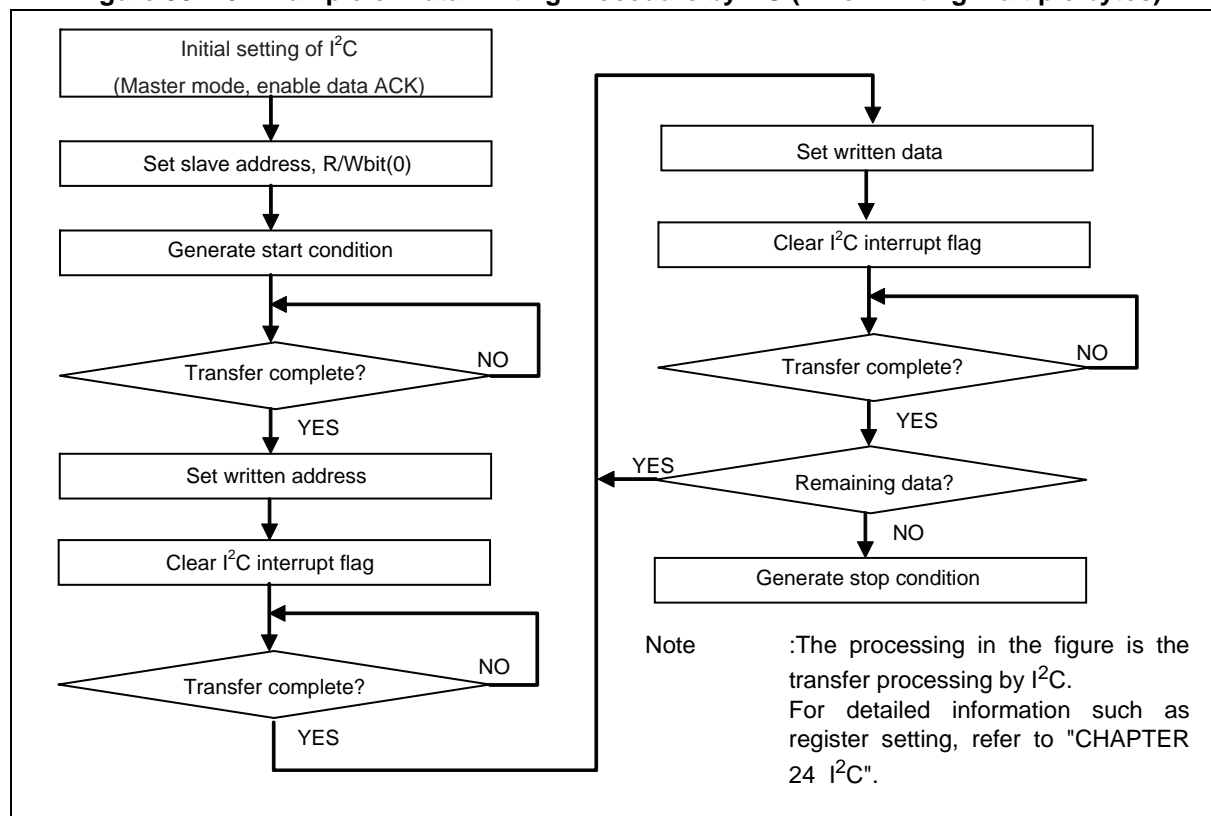 Initial setting of I2C
(Master mode, enable data ACK)
Set slave address, R/Wbit(0)
Generate start condition
Transfer complete?
NO
YES
Set written address
Clear I2C interrupt flag
Transfer complete?
NO
YES
Set written data
Clear I2C interrupt flag
Transfer complete?
NO
YES
Remaining data?
YES
NO
Generate stop condition
Note :The processing in the figure is the
transfer processing by I2C.
For detailed information such as
register setting, refer to "CHAPTER
24 I2C".